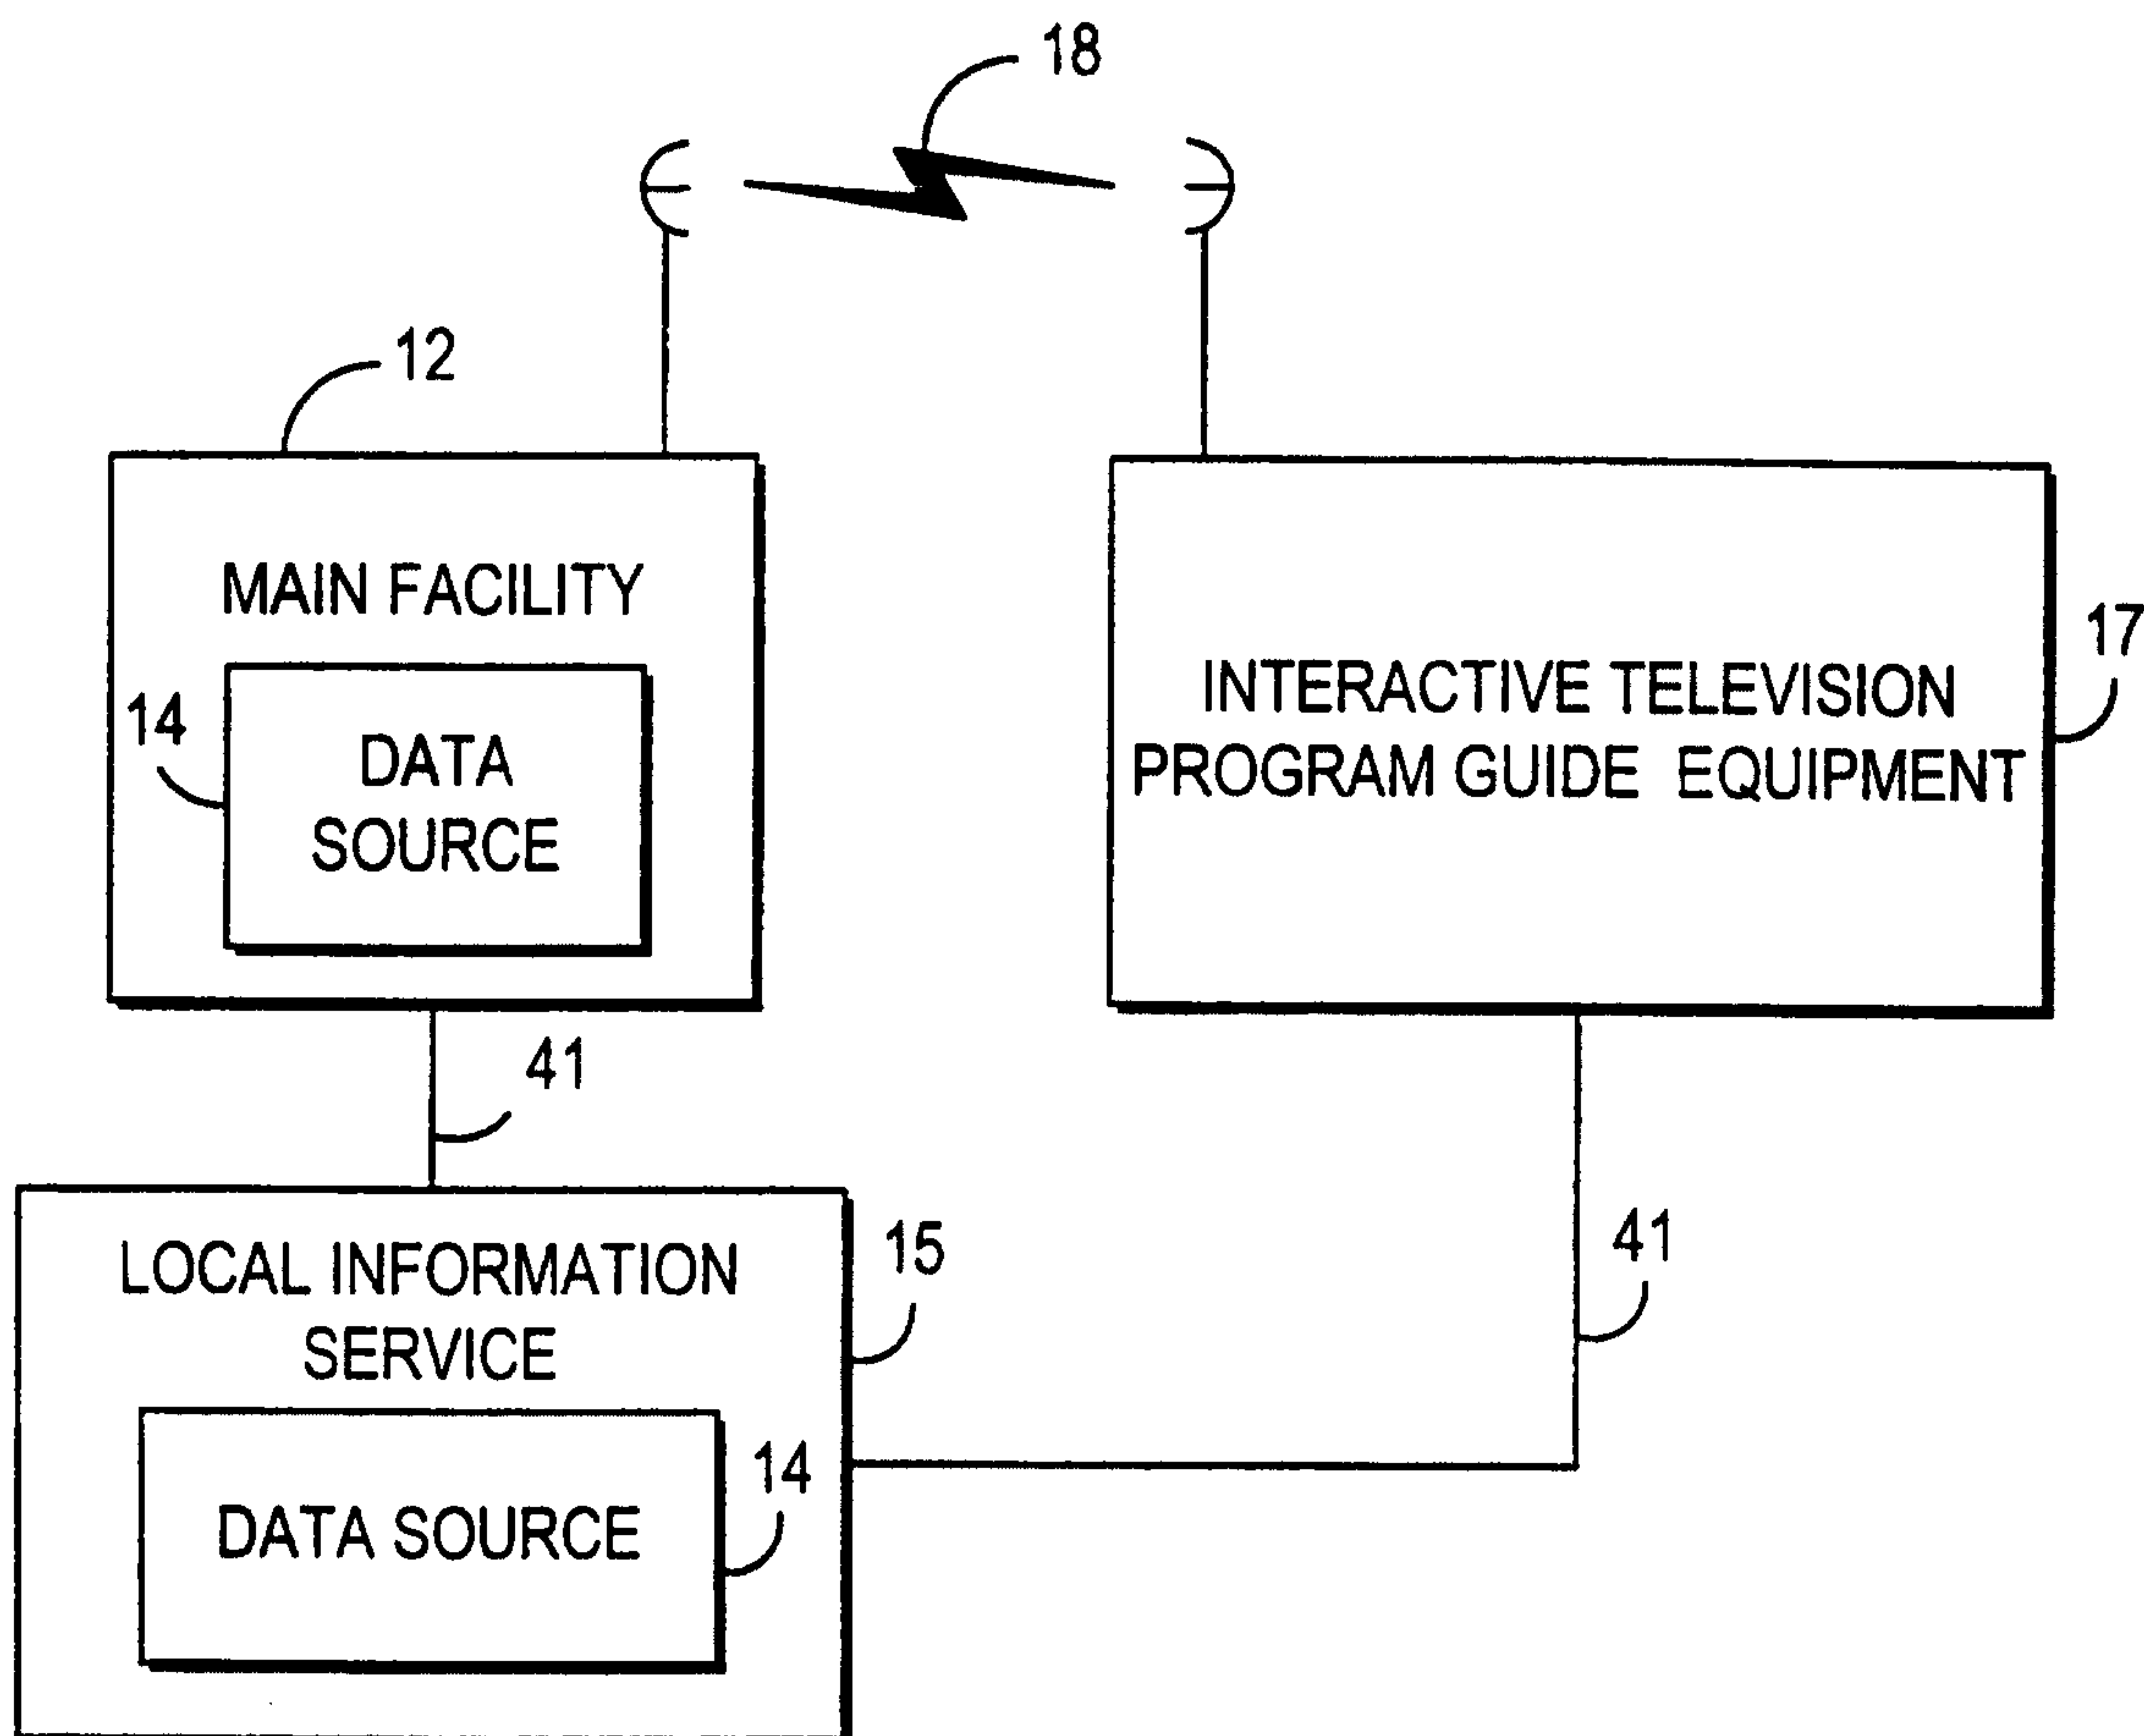 18
12
MAIN FACILITY
14
DATA
SOURCE
INTERACTIVE TELEVISION
PROGRAM GUIDE EQUIPMENT
17
41
LOCAL INFORMATION
SERVICE
15
41
DATA SOURCE
14